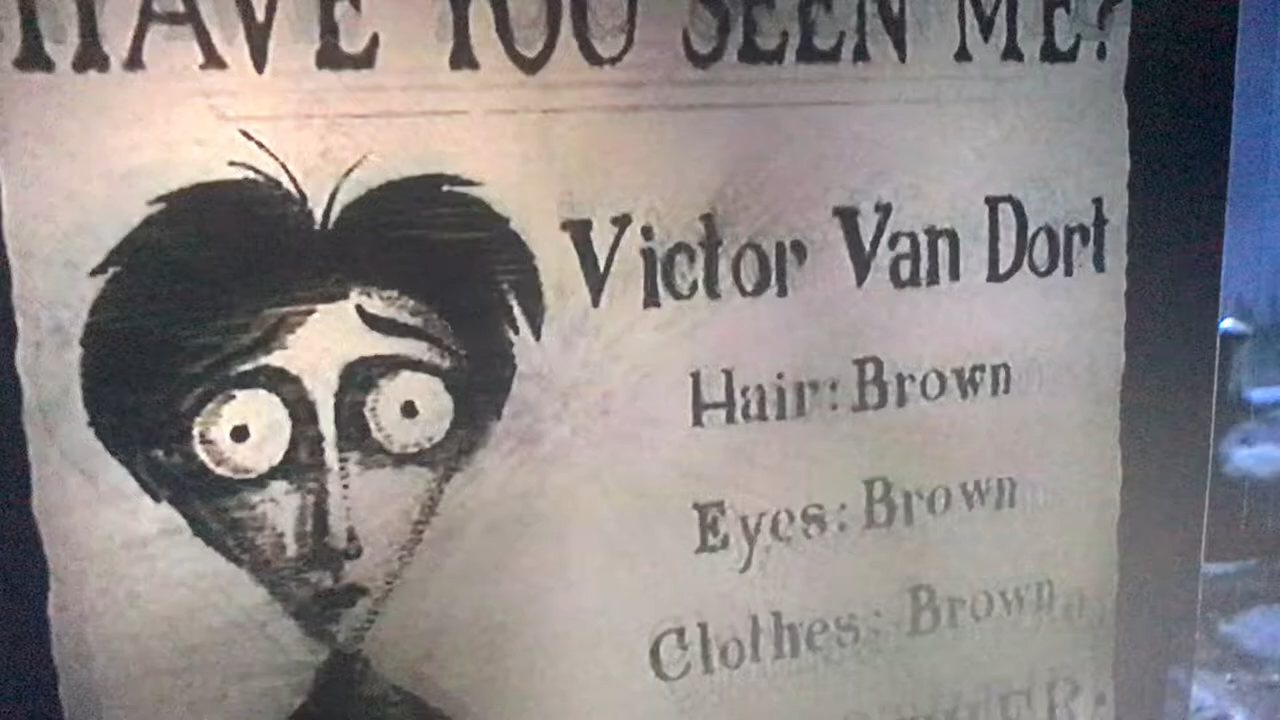 HAVE YOU SEEN ME?
Victor Van Dort
Hair: Brown
Eyes: Brown
Clothes: Brown